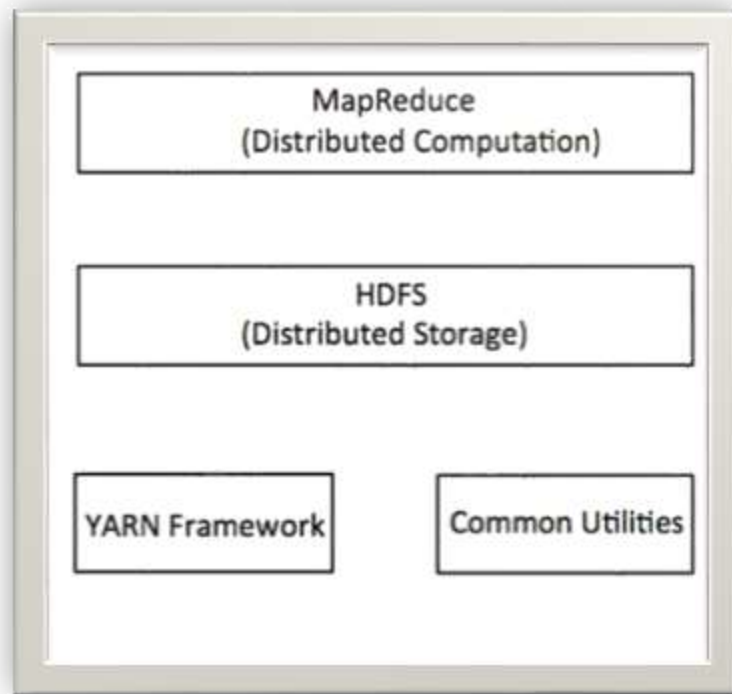 MapReduce
(Distributed Computation)
HDFS
(Distributed Storage)
YARN Framework
Common Utilities